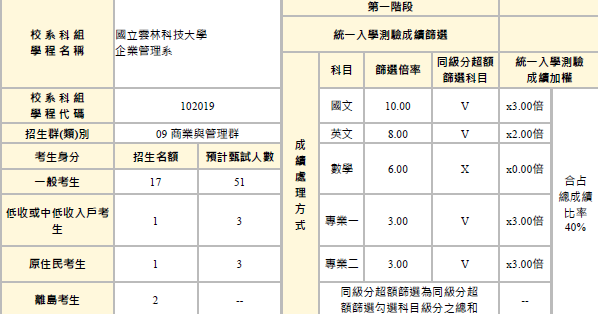 校系科組
學程名稱
國立雲林科技大學
企業管理系
校系科組
學程代碼
102019
招生群(類)別
09 商業與管理群
考生身分
招生名額
預計甄試人數
一般考生
17
51
低收或中低收入戶考
生
1
3
原住民考生
1
3
離島考生
2
--
成績處理方式
第一階段
統一入學測驗成績篩選
科目
篩選倍率
同級分超額
篩選科目
統一入學測驗
成績加權
國文
10.00
V
x3.00倍
英文
8.00
V
x2.00倍
數學
6.00
X
x0.00倍
專業一
3.00
V
x3.00倍
專業二
3.00
V
x3.00倍
合占
總成績
比率
40%
同級分超額篩選為同級分超
額篩選勾選科目級分之總和
--